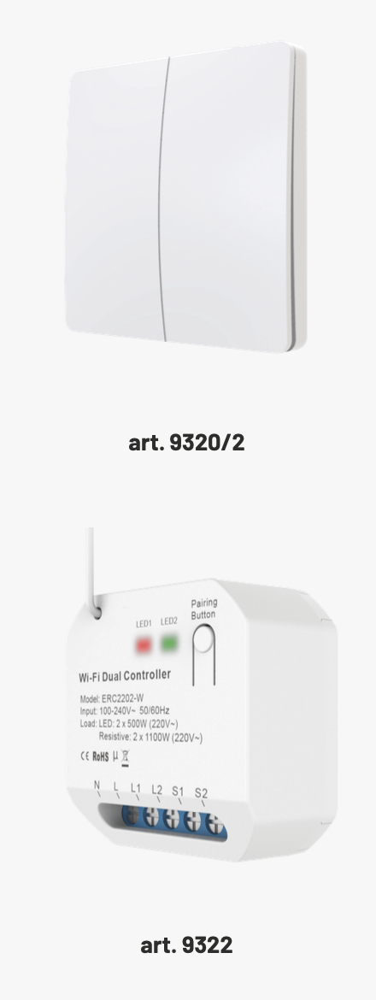 art. 9320/2
Pairing
Button
LED1 LED2
Wi-Fi Dual Controller
Model: ERC2202-W
Input: 100-240V~ 50/60Hz
Load: LED: 2 x 500W (220V~)
Resistive: 2 x 1100W (220V~)
CE RoHS μ
N L L1 L2 S1 S2
art. 9322